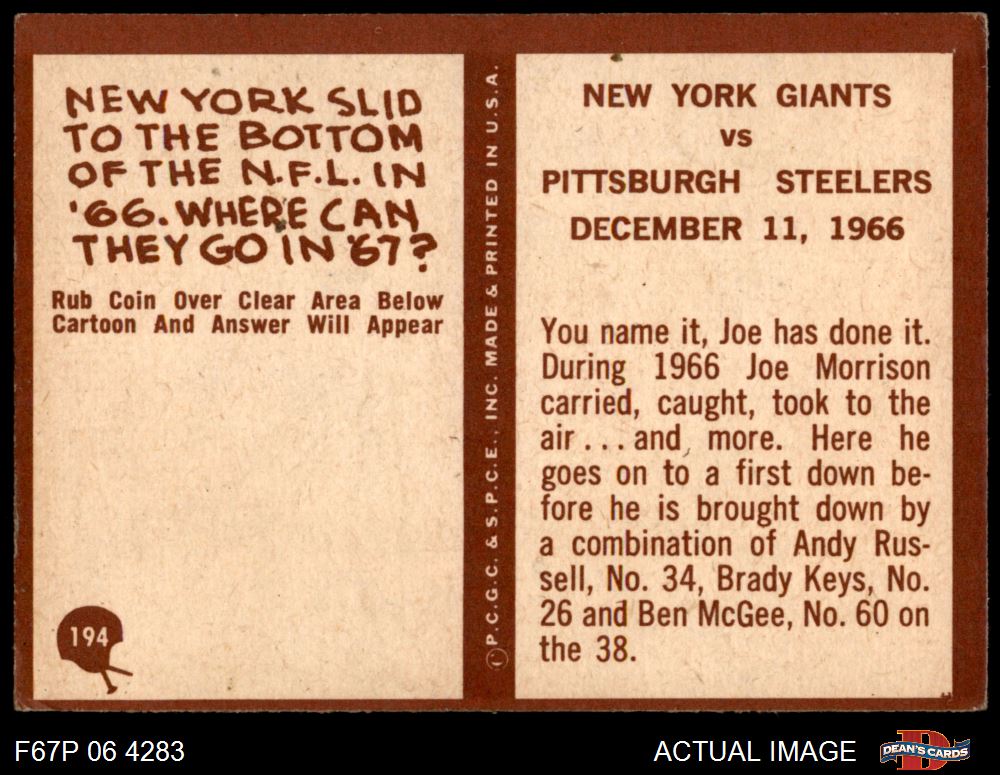 NEW YORK SLID
TO THE BOTTOM
OF THE N.F.L. IN
'66. WHERE CAN
THEY GO IN '67?
Rub Coin Over Clear Area Below
Cartoon And Answer Will Appear
194
Ⓒ P.C.G.C. & S.P.C.E., INC. MADE & PRINTED IN U.S.A.
NEW YORK GIANTS
VS
PITTSBURGH STEELERS
DECEMBER 11, 1966
You name it, Joe has done it.
During 1966 Joe Morrison
carried, caught, took to the
air . . . and more. Here he
goes on to a first down be-
fore he is brought down by
a combination of Andy Rus-
sell, No. 34, Brady Keys, No.
26 and Ben McGee, No. 60 on
the 38.
F67P 06 4283
ACTUAL IMAGE
D
DEAN'S CARDS